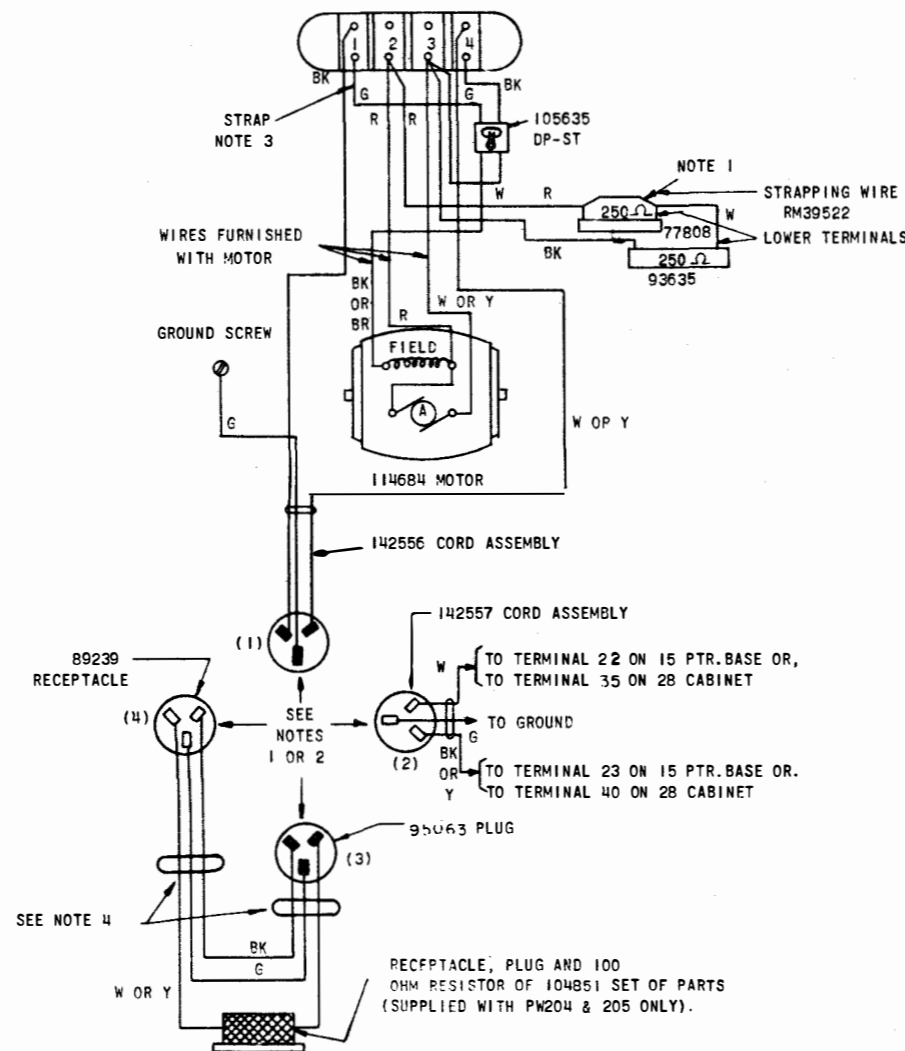 1 2 3 4
BK
G
R
R
G
BK
STRAP
NOTE 3
105635
DP-ST
W
R
NOTE 1
STRAPPING WIRE
RM39522
250 Ω
77808
W
LOWER TERMINALS
BK
250 Ω
93635
WIRES FURNISHED
WITH MOTOR
BK
OR
BR
R
W OR Y
GROUND SCREW
G
FIELD
A
114684 MOTOR
W OP Y
142556 CORD ASSEMBLY
(1)
142557 CORD ASSEMBLY
89239
RECEPTACLE
(4)
SEE
NOTES
1 OR 2
(2)
W
TO TERMINAL 22 ON 15 PTR.BASE OR,
TO TERMINAL 35 ON 28 CABINET
G
TO GROUND
BK
OR
Y
TO TERMINAL 23 ON 15 PTR.BASE OR.
TO TERMINAL 40 ON 28 CABINET
95063 PLUG
(3)
SEE NOTE 4
BK
G
W OR Y
RECEPTACLE, PLUG AND 100
OHM RESISTOR OF 104851 SET OF PARTS
(SUPPLIED WITH PW204 & 205 ONLY).